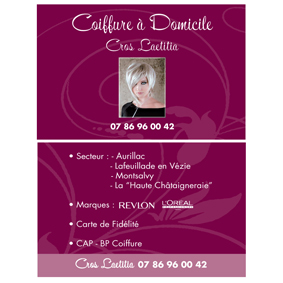 Coiffure à Domicile
Cros Laetitia
07 86 96 00 42
• Secteur : - Aurillac
- Lafeuillade en Vézie
- Montsalvy
- La "Haute Châtaigneraie"
• Marques : REVLON L'ORÉAL
• Carte de Fidélité
• CAP - BP Coiffure
Cros Laetitia 07 86 96 00 42